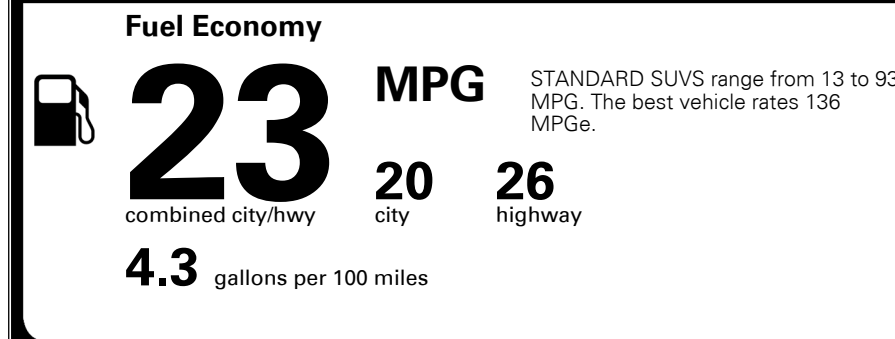 Fuel Economy
23
combined city/hwy
MPG
20
city
26
highway
STANDARD SUVS range from 13 to 93
MPG. The best vehicle rates 136
MPGe.
4.3 gallons per 100 miles